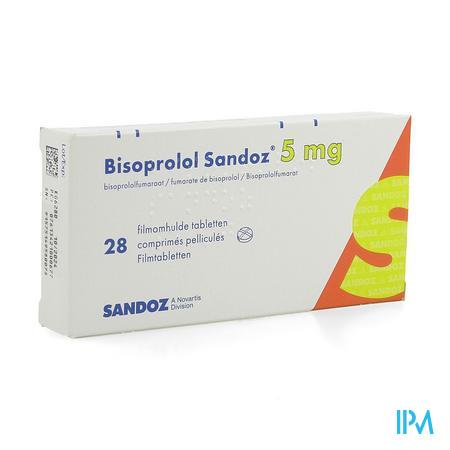 Bisoprolol Sandoz® 5 mg
bisoprololfumaraat / fumarate de bisoprolol / Bisoprololfumarat
28
filmomhulde tabletten
comprimés pelliculés
Filmtabletten
SANDOZ
A Novartis
Division
S
IPM